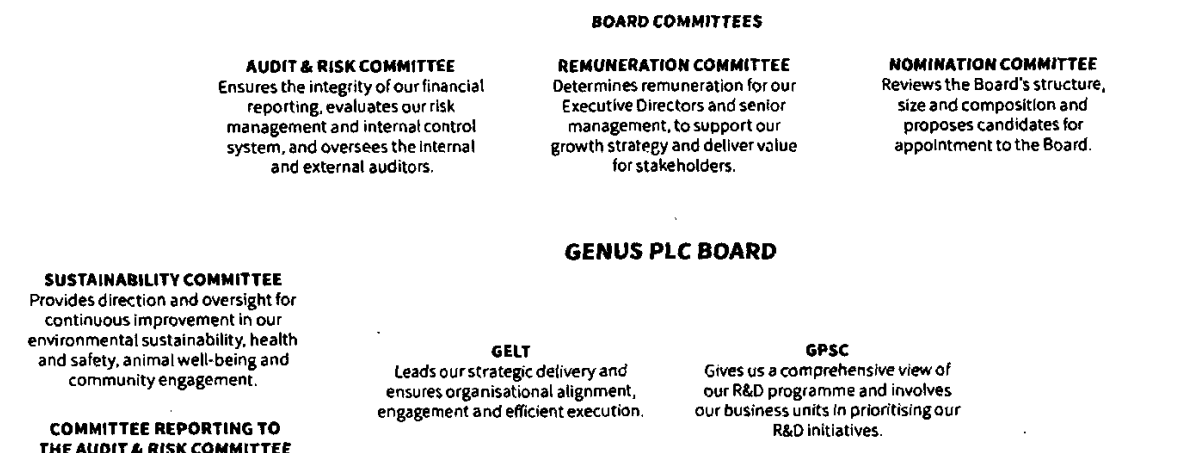 BOARD COMMITTEES
AUDIT & RISK COMMITTEE
Ensures the integrity of our financial
reporting, evaluates our risk
management and internal control
system, and oversees the internal
and external auditors.
REMUNERATION COMMITTEE
Determines remuneration for our
Executive Directors and senior
management, to support our
growth strategy and deliver value
for stakeholders.
NOMINATION COMMITTEE
Reviews the Board's structure,
size and composition and
proposes candidates for
appointment to the Board.
GENUS PLC BOARD
SUSTAINABILITY COMMITTEE
Provides direction and oversight for
continuous improvement in our
environmental sustainability, health
and safety, animal well-being and
community engagement.
GELT
Leads our strategic delivery and
ensures organisational alignment,
engagement and efficient execution.
GPSC
Gives us a comprehensive view of
our R&D programme and involves
our business units in prioritising our
R&D initiatives.
COMMITTEE REPORTING TO
THE AUDIT & RISK COMMITTEE